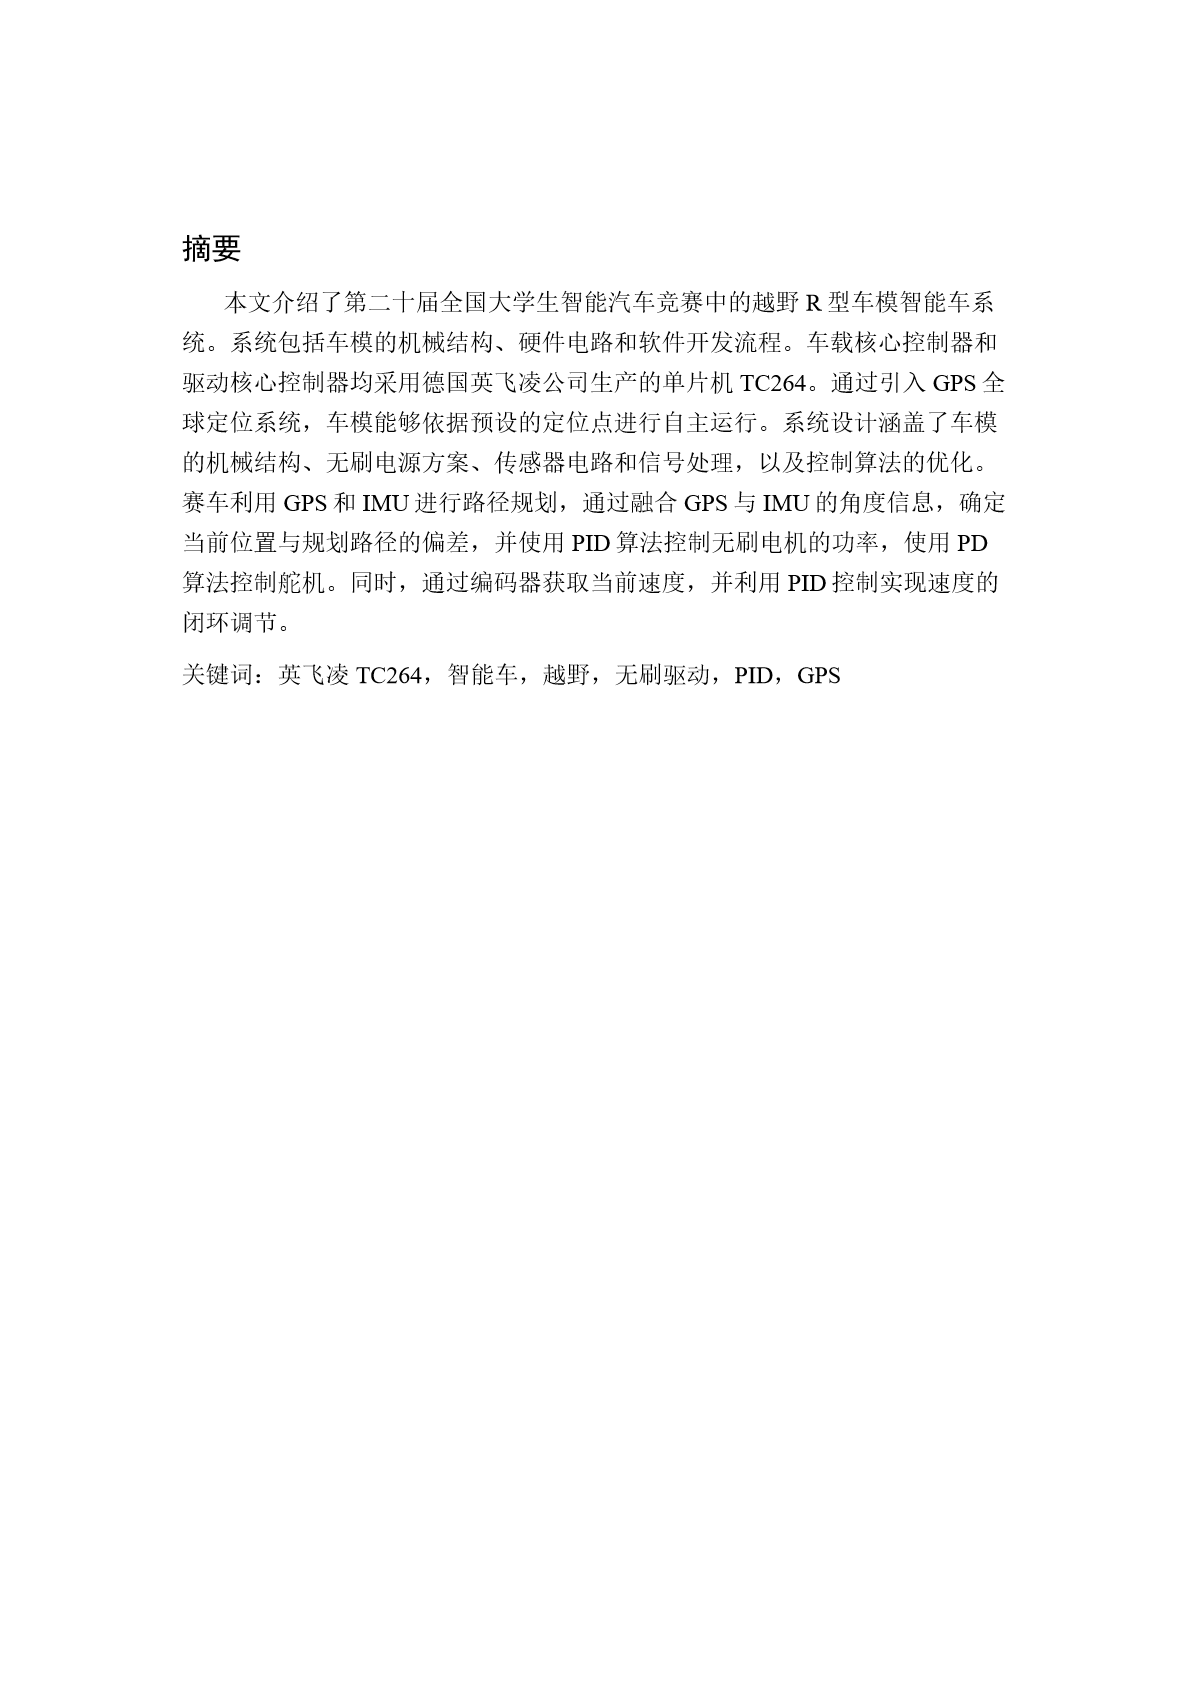 摘要
本文介绍了第二十届全国大学生智能汽车竞赛中的越野 R 型车模智能车系
统。系统包括车模的机械结构、硬件电路和软件开发流程。车载核心控制器和
驱动核心控制器均采用德国英飞凌公司生产的单片机 TC264。通过引入 GPS 全
球定位系统，车模能够依据预设的定位点进行自主运行。系统设计涵盖了车模
的机械结构、无刷电源方案、传感器电路和信号处理，以及控制算法的优化。
赛车利用 GPS 和 IMU 进行路径规划，通过融合 GPS 与 IMU 的角度信息，确定
当前位置与规划路径的偏差，并使用 PID 算法控制无刷电机的功率，使用 PD
算法控制舵机。同时，通过编码器获取当前速度，并利用 PID 控制实现速度的
闭环调节。
关键词：英飞凌 TC264，智能车，越野，无刷驱动，PID，GPS